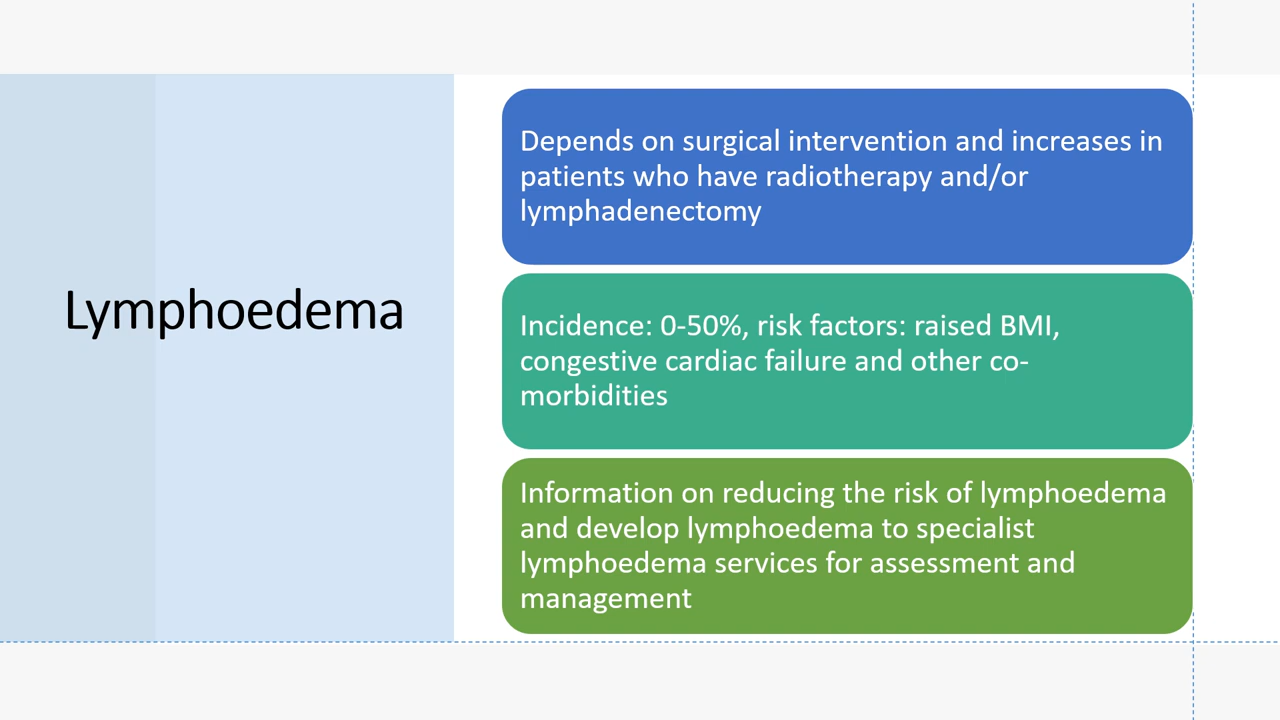 Lymphoedema
Depends on surgical intervention and increases in
patients who have radiotherapy and/or
lymphadenectomy
Incidence: 0-50%, risk factors: raised BMI,
congestive cardiac failure and other co-
morbidities
Information on reducing the risk of lymphoedema
and develop lymphoedema to specialist
lymphoedema services for assessment and
management